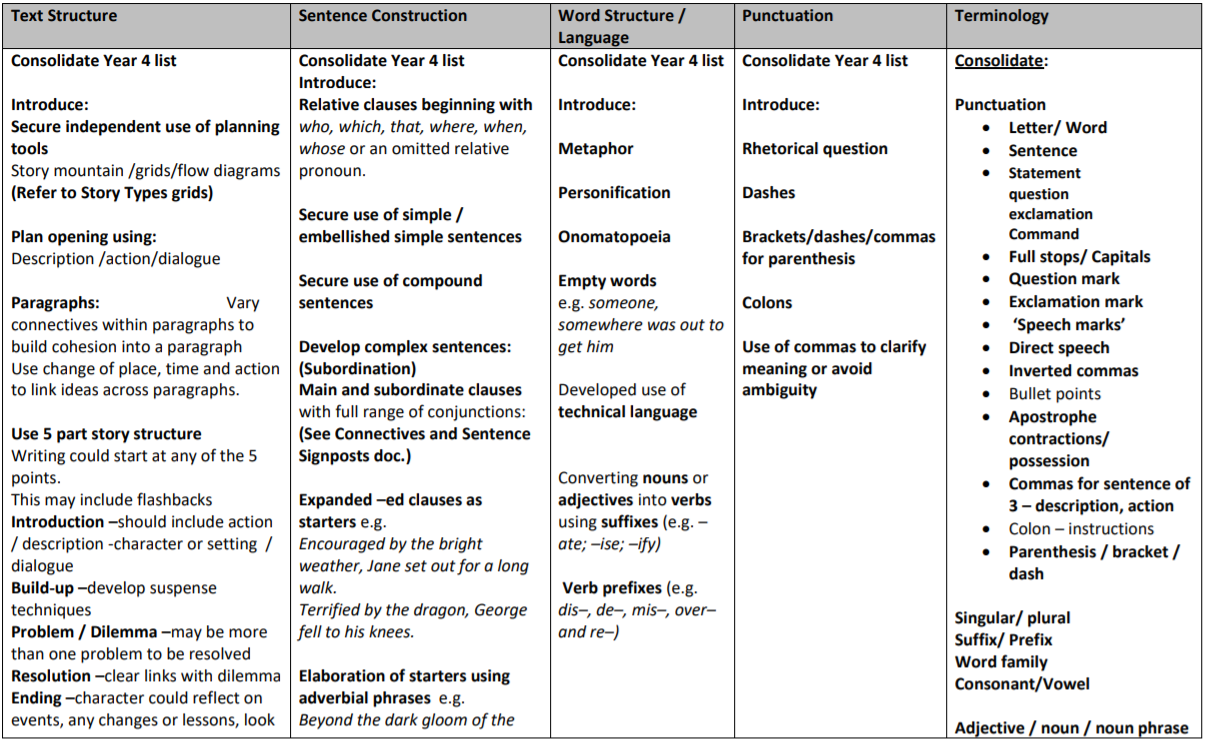 Text Structure
Sentence Construction
Word Structure /
Language
Punctuation
Terminology
Consolidate Year 4 list
Introduce:
Secure independent use of planning
tools
Story mountain /grids/flow diagrams
(Refer to Story Types grids)
Plan opening using:
Description /action/dialogue
Paragraphs: Vary
connectives within paragraphs to
build cohesion into a paragraph
Use change of place, time and action
to link ideas across paragraphs.
Use 5 part story structure
Writing could start at any of the 5
points.
This may include flashbacks
Introduction –should include action
/ description -character or setting /
dialogue
Build-up –develop suspense
techniques
Problem / Dilemma –may be more
than one problem to be resolved
Resolution –clear links with dilemma
Ending –character could reflect on
events, any changes or lessons, look
Consolidate Year 4 list
Introduce:
Relative clauses beginning with
who, which, that, where, when,
whose or an omitted relative
pronoun.
Secure use of simple /
embellished simple sentences
Secure use of compound
sentences
Develop complex sentences:
(Subordination)
Main and subordinate clauses
with full range of conjunctions:
(See Connectives and Sentence
Signposts doc.)
Expanded –ed clauses as
starters e.g.
Encouraged by the bright
weather, Jane set out for a long
walk.
Terrified by the dragon, George
fell to his knees.
Elaboration of starters using
adverbial phrases e.g.
Beyond the dark gloom of the
Consolidate Year 4 list
Introduce:
Metaphor
Personification
Onomatopoeia
Empty words
e.g. someone,
somewhere was out to
get him
Developed use of
technical language
Converting nouns or
adjectives into verbs
using suffixes (e.g. –
ate; –ise; –ify)
Verb prefixes (e.g.
dis–, de–, mis–, over–
and re–)
Consolidate Year 4 list
Introduce:
Rhetorical question
Dashes
Brackets/dashes/commas
for parenthesis
Colons
Use of commas to clarify
meaning or avoid
ambiguity
Consolidate:
Punctuation
• Letter/ Word
• Sentence
• Statement
question
exclamation
Command
• Full stops/ Capitals
• Question mark
• Exclamation mark
• ‘Speech marks’
• Direct speech
• Inverted commas
• Bullet points
• Apostrophe
contractions/
possession
• Commas for sentence of
3 – description, action
• Colon – instructions
• Parenthesis / bracket /
dash
Singular/ plural
Suffix/ Prefix
Word family
Consonant/Vowel
Adjective / noun / noun phrase